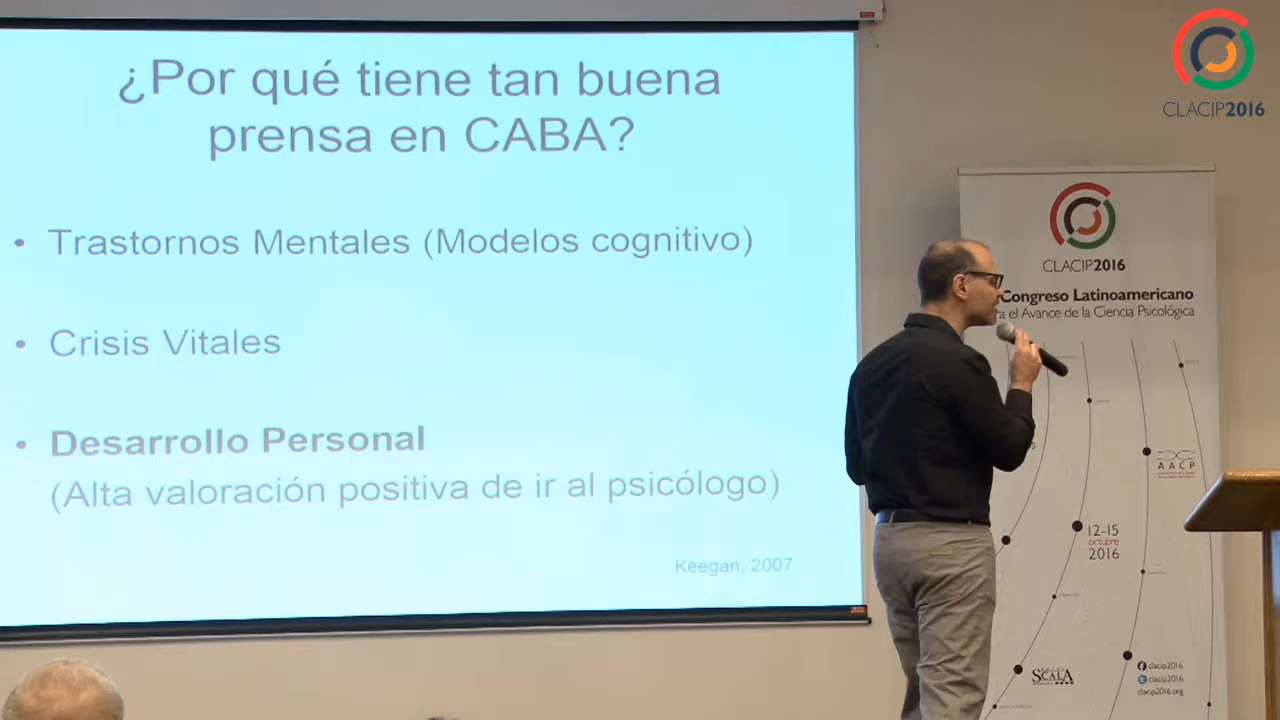 ¿Por qué tiene tan buena
prensa en CABA?
• Trastornos Mentales (Modelos cognitivo)
• Crisis Vitales
• Desarrollo Personal
(Alta valoración positiva de ir al psicólogo)
Keegan, 2007
CLACIP2016
CLACIP2016
Congreso Latinoamericano
el Avance de la Ciencia Psicológica
AACP
12-15
octubre
2016
SCALA
clacip2016
clacip2016
clacip2016.org